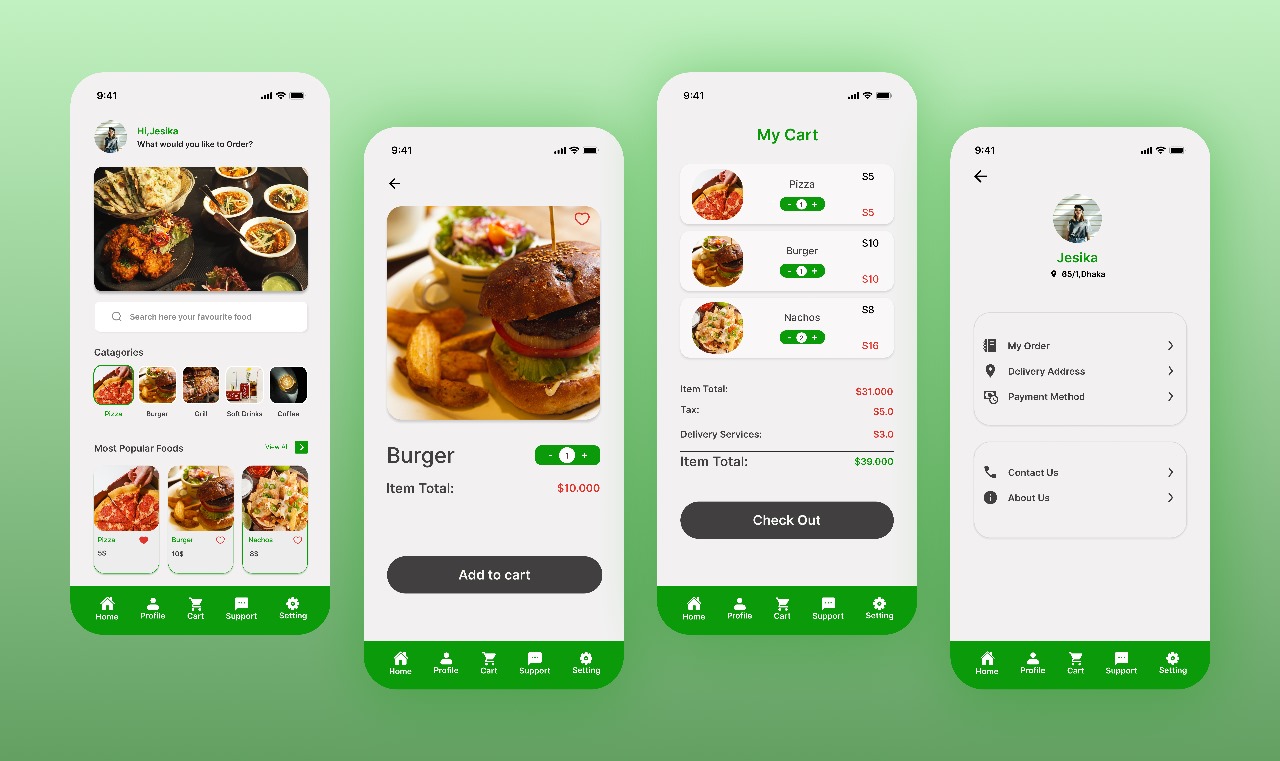 9:41
Hi,Jesika
What would you like to Order?
Search here your favourite food
Catagories
Pizza Burger Grill Soft Drinks Coffee
Most Popular Foods View All
Pizza Burger Nachos
5$ 10$ 8$
Home Profile Cart Support Setting
9:41
Burger - 1 +
Item Total: $10.000
Add to cart
Home Profile Cart Support Setting
9:41
My Cart
$5
Pizza
- 1 +
$5
$10
Burger
- 1 +
$10
$8
Nachos
- 2 +
$16
Item Total: $31.000
Tax: $5.0
Delivery Services: $3.0
Item Total: $39.000
Check Out
Home Profile Cart Support Setting
9:41
Jesika
65/1,Dhaka
My Order
Delivery Address
Payment Method
Contact Us
About Us
Home Profile Cart Support Setting